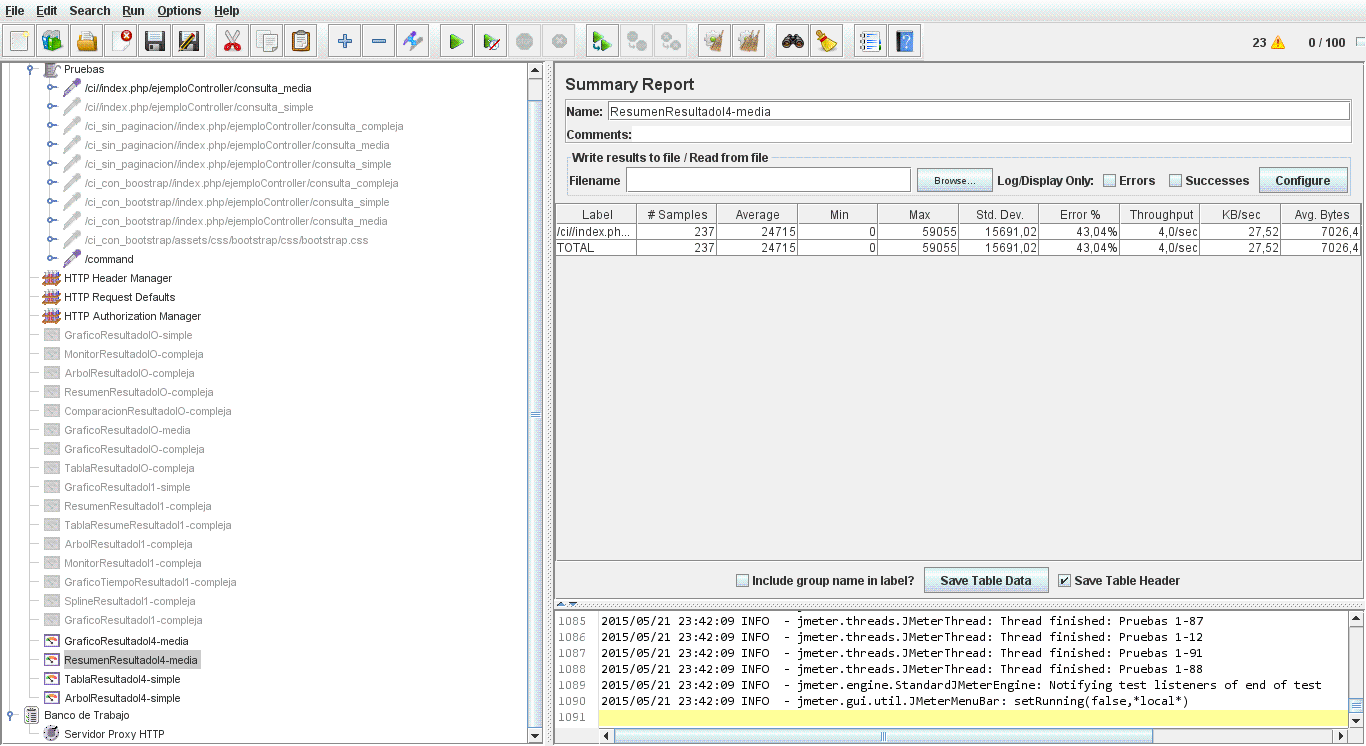 File Edit Search Run Options Help
23 0 / 100
Pruebas
/ci//index.php/ejemploController/consulta_media
/ci//index.php/ejemploController/consulta_simple
/ci_sin_paginacion//index.php/ejemploController/consulta_compleja
/ci_sin_paginacion//index.php/ejemploController/consulta_media
/ci_sin_paginacion//index.php/ejemploController/consulta_simple
/ci_con_boostrap//index.php/ejemploController/consulta_compleja
/ci_con_boostrap//index.php/ejemploController/consulta_simple
/ci_con_boostrap//index.php/ejemploController/consulta_media
/ci_con_bootstrap/assets/css/bootstrap/css/bootstrap.css
/command
HTTP Header Manager
HTTP Request Defaults
HTTP Authorization Manager
GraficoResultadoIO-simple
MonitorResultadoIO-compleja
ArbolResultadoIO-compleja
ResumenResultadoIO-compleja
ComparacionResultadoIO-compleja
GraficoResultadoIO-media
GraficoResultadoIO-compleja
TablaResultadoIO-compleja
GraficoResultadoI1-simple
ResumenResultadoI1-compleja
TablaResumeResultadoI1-compleja
ArbolResultadoI1-compleja
MonitorResultadoI1-compleja
GraficoTiempoResultadoI1-compleja
SplineResultadoI1-compleja
GraficoResultadoI1-compleja
GraficoResultadoI4-media
ResumenResultadoI4-media
TablaResultadoI4-simple
ArbolResultadoI4-simple
Banco de Trabajo
Servidor Proxy HTTP
Summary Report
Name: ResumenResultadoI4-media
Comments:
Write results to file / Read from file
Filename Browse... Log/Display Only: Errors Successes Configure
Label # Samples Average Min Max Std. Dev. Error % Throughput KB/sec Avg. Bytes
/ci//index.ph... 237 24715 0 59055 15691,02 43,04% 4,0/sec 27,52 7026,4
TOTAL 237 24715 0 59055 15691,02 43,04% 4,0/sec 27,52 7026,4
Include group name in label? Save Table Data Save Table Header
1085 2015/05/21 23:42:09 INFO - jmeter.threads.JMeterThread: Thread finished: Pruebas 1-87
1086 2015/05/21 23:42:09 INFO - jmeter.threads.JMeterThread: Thread finished: Pruebas 1-12
1087 2015/05/21 23:42:09 INFO - jmeter.threads.JMeterThread: Thread finished: Pruebas 1-91
1088 2015/05/21 23:42:09 INFO - jmeter.threads.JMeterThread: Thread finished: Pruebas 1-88
1089 2015/05/21 23:42:09 INFO - jmeter.engine.StandardJMeterEngine: Notifying test listeners of end of test
1090 2015/05/21 23:42:09 INFO - jmeter.gui.util.JMeterMenuBar: setRunning(false,*local*)
1091